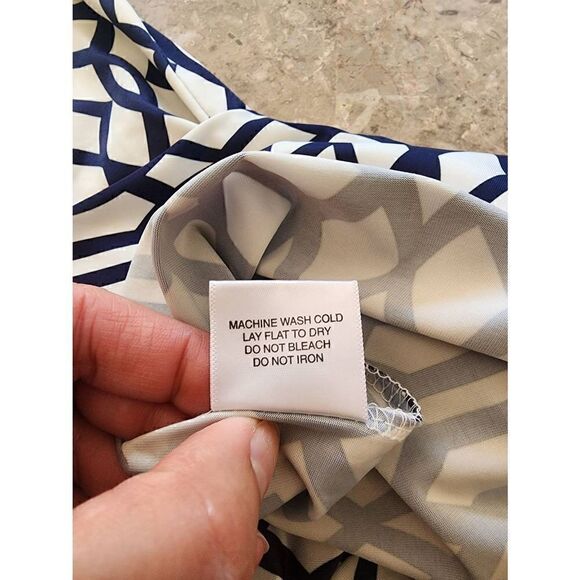 MACHINE WASH COLD
LAY FLAT TO DRY
DO NOT BLEACH
DO NOT IRON